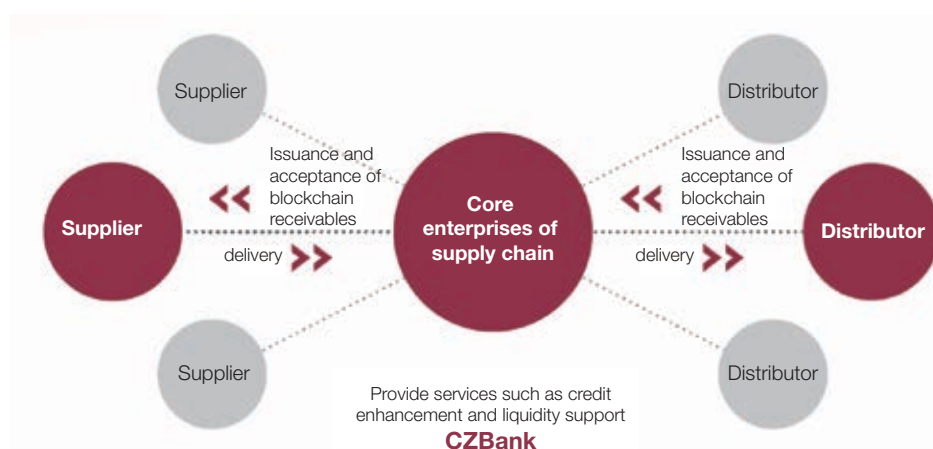 Supplier
Distributor
Issuance and
acceptance of
blockchain
receivables
Issuance and
acceptance of
blockchain
receivables
Supplier
Core
enterprises of
supply chain
Distributor
delivery
delivery
Supplier
Distributor
Provide services such as credit
enhancement and liquidity support
CZBank